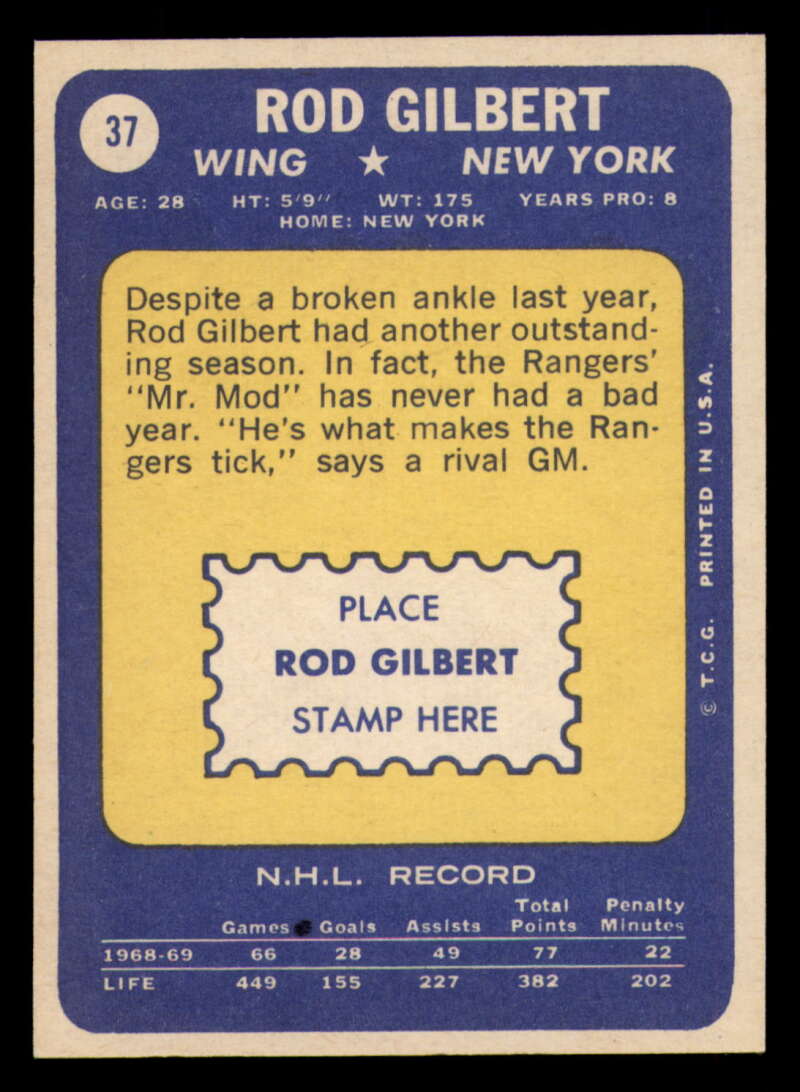 37
ROD GILBERT
WING ★ NEW YORK
AGE: 28 HT: 5'9" WT: 175 YEARS PRO: 8
HOME: NEW YORK
Despite a broken ankle last year,
Rod Gilbert had another outstand-
ing season. In fact, the Rangers'
"Mr. Mod" has never had a bad
year. "He's what makes the Ran-
gers tick," says a rival GM.
PLACE
ROD GILBERT
STAMP HERE
© T.C.G. PRINTED IN U.S.A.
N.H.L. RECORD
Total Penalty
Games Goals Assists Points Minutes
1968-69 66 28 49 77 22
LIFE 449 155 227 382 202